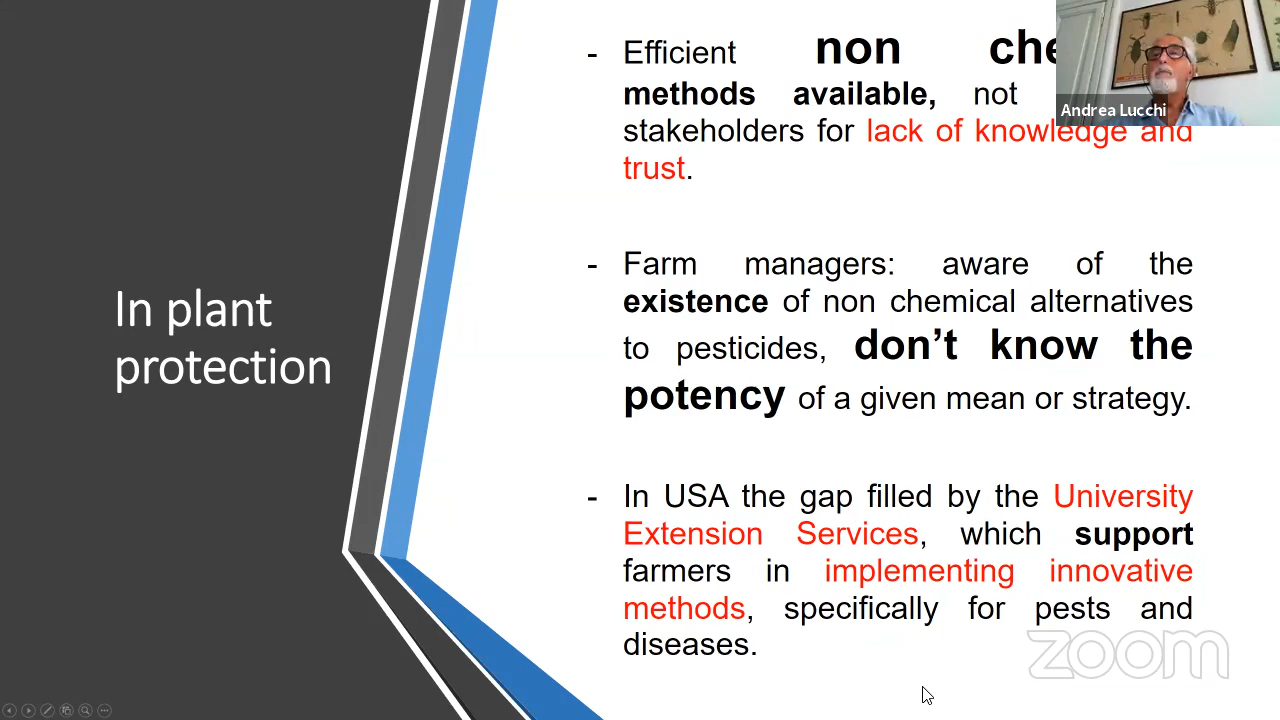 In plant
protection
- Efficient non
methods available, not
stakeholders for lack of knowledge and
trust.
- Farm managers: aware of the
existence of non chemical alternatives
to pesticides, don’t know the
potency of a given mean or strategy.
- In USA the gap filled by the University
Extension Services, which support
farmers in implementing innovative
methods, specifically for pests and
diseases.
Andrea Lucchi
zoom